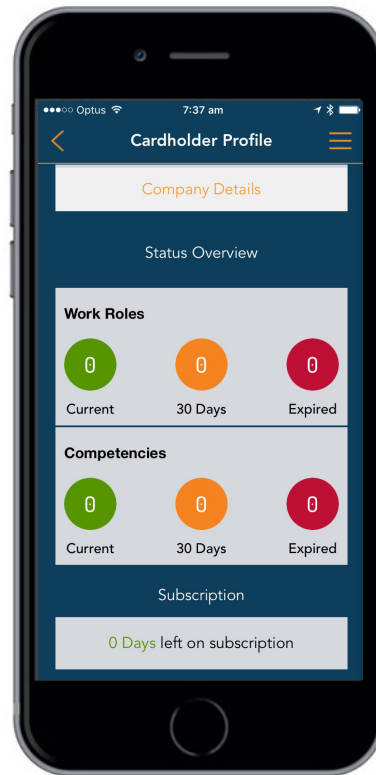 Optus 7:37 am
Cardholder Profile
Company Details
Status Overview
Work Roles
0 0 0
Current 30 Days Expired
Competencies
0 0 0
Current 30 Days Expired
Subscription
0 Days left on subscription